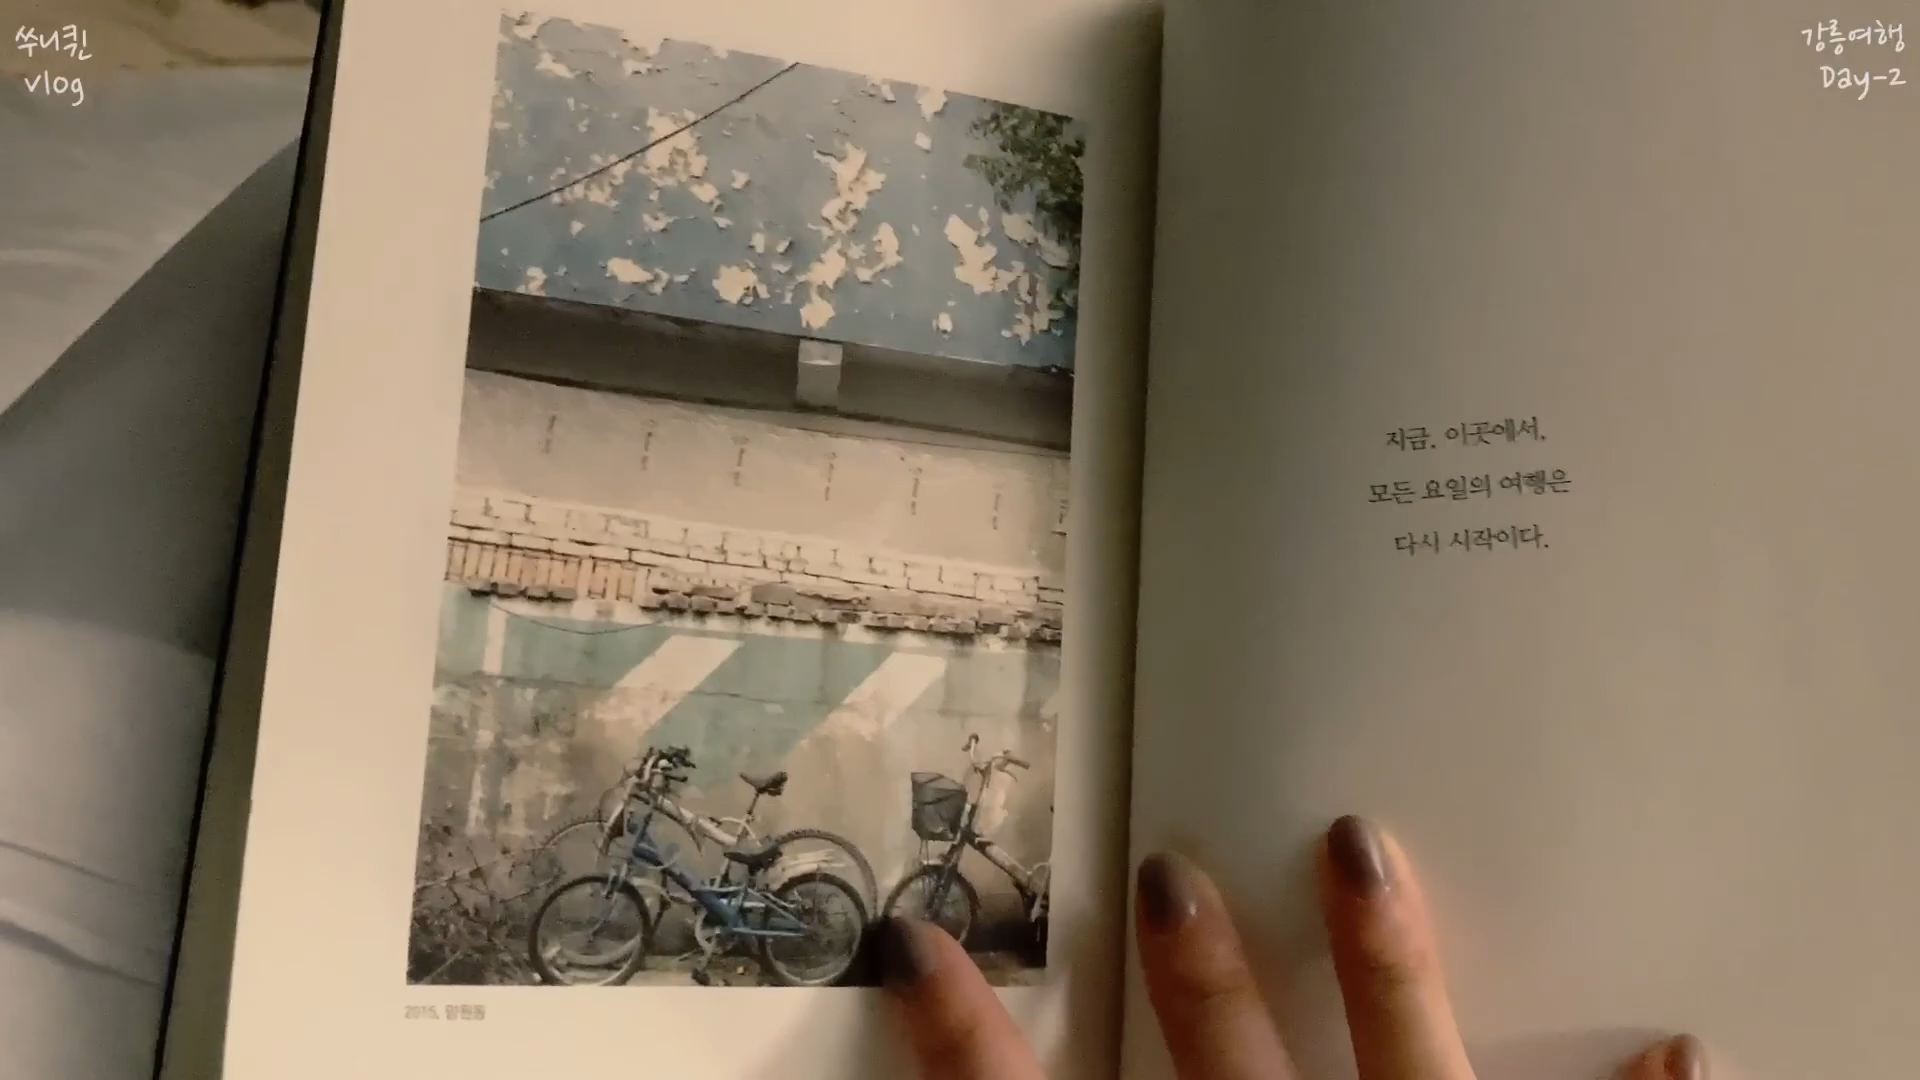 쑤니퀸
vlog
강릉여행
Day-2
지금, 이곳에서,
모든 요일의 여행은
다시 시작이다.
2015, 망원동